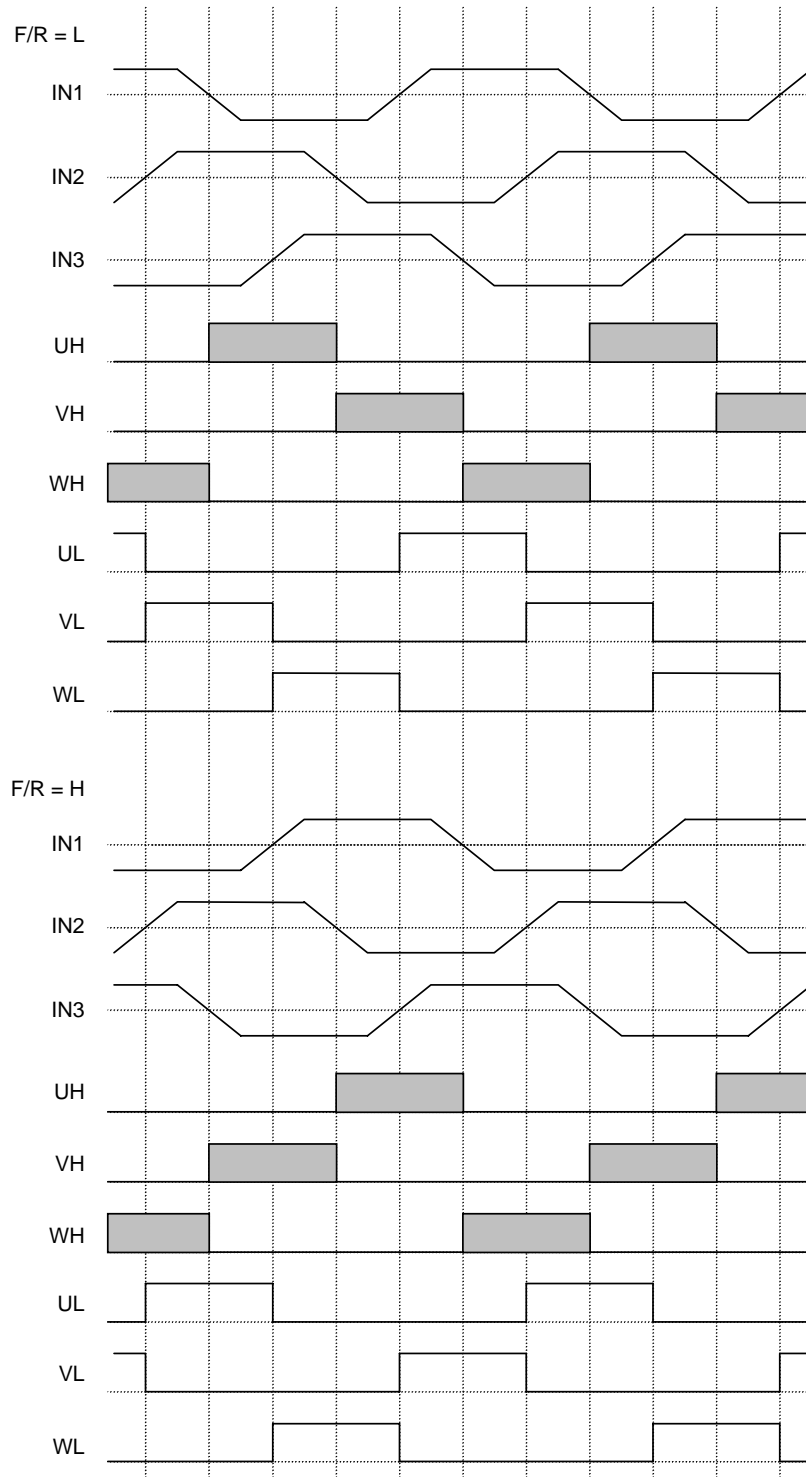 F/R = L
IN1
IN2
IN3
UH
VH
WH
UL
VL
WL
F/R = H
IN1
IN2
IN3
UH
VH
WH
UL
VL
WL